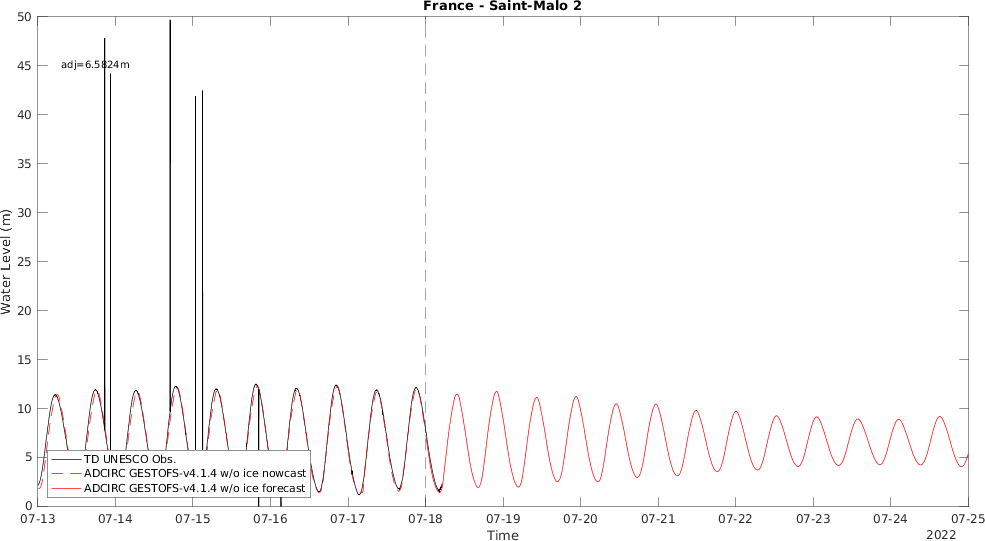 France - Saint-Malo 2
50
45
40
35
30
25
20
15
10
5
0
Water Level (m)
adj=6.5824m
TD UNESCO Obs.
ADCIRC GESTOFS-v4.1.4 w/o ice nowcast
ADCIRC GESTOFS-v4.1.4 w/o ice forecast
07-13 07-14 07-15 07-16 07-17 07-18 07-19 07-20 07-21 07-22 07-23 07-24 07-25
Time
2022